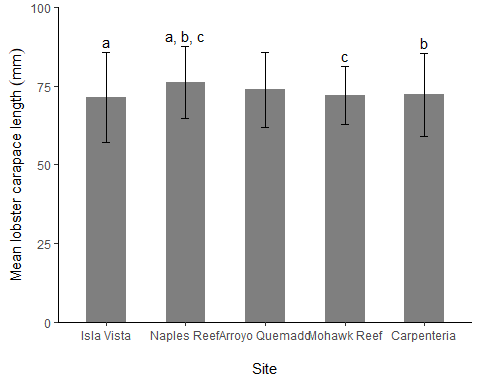 100
75
50
25
0
Mean lobster carapace length (mm)
a
a, b, c
c
b
Isla Vista
Naples Reef
Arroyo Quemado
Mohawk Reef
Carpenteria
Site